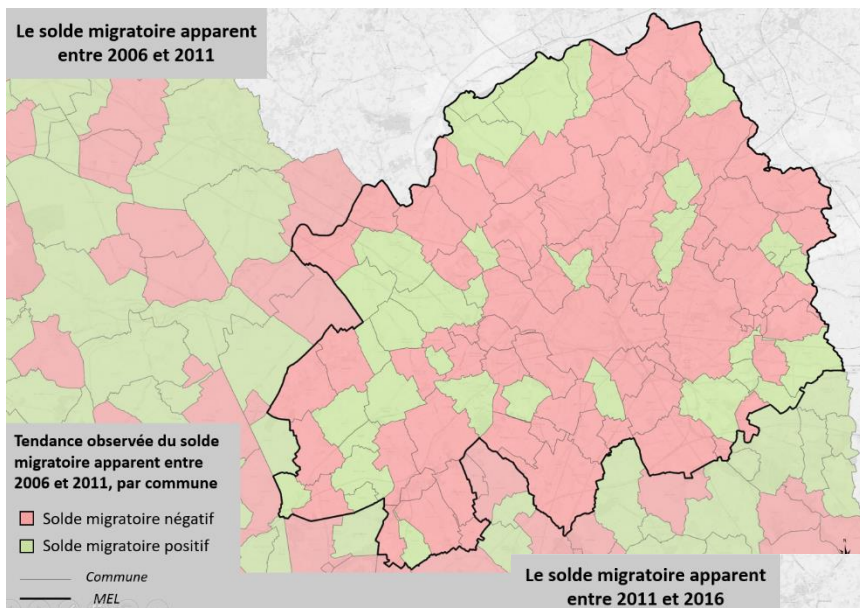 Le solde migratoire apparent
entre 2006 et 2011
Tendance observée du solde
migratoire apparent entre
2006 et 2011, par commune
Solde migratoire négatif
Solde migratoire positif
Commune
MEL
Le solde migratoire apparent
entre 2011 et 2016